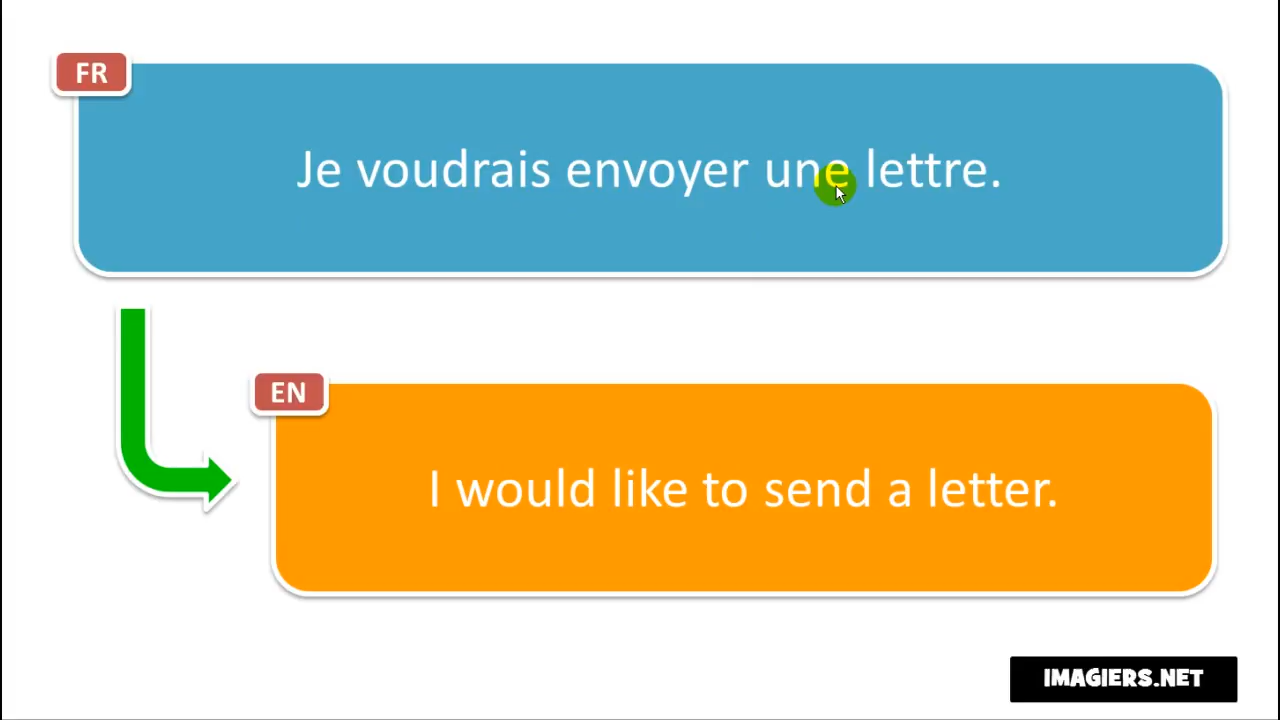 FR
Je voudrais envoyer une lettre.
EN
I would like to send a letter.
IMAGIERS.NET